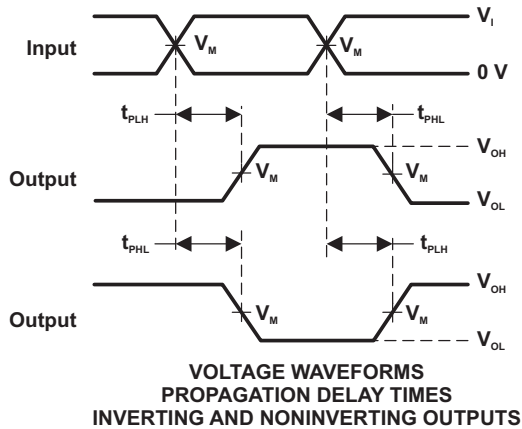 V_I
Input
V_M V_M
0 V
t_PLH t_PHL
V_OH
Output
V_M V_M
V_OL
t_PHL t_PLH
V_OH
Output
V_M V_M
V_OL
VOLTAGE WAVEFORMS
PROPAGATION DELAY TIMES
INVERTING AND NONINVERTING OUTPUTS